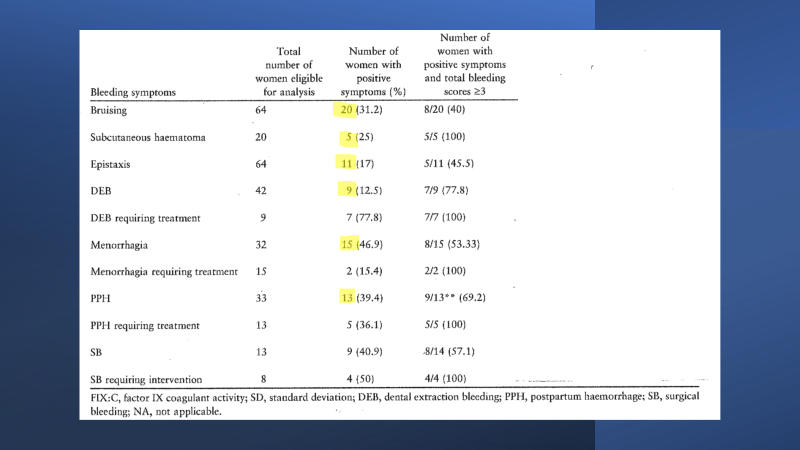 Number of
Total Number of women with
number of women with positive symptoms
women eligible positive and total bleeding
Bleeding symptoms for analysis symptoms (%) scores ≥3
Bruising 64 20 (31.2) 8/20 (40)
Subcutaneous haematoma 20 5 (25) 5/5 (100)
Epistaxis 64 11 (17) 5/11 (45.5)
DEB 42 9 (12.5) 7/9 (77.8)
DEB requiring treatment 9 7 (77.8) 7/7 (100)
Menorrhagia 32 15 (46.9) 8/15 (53.33)
Menorrhagia requiring treatment 15 2 (15.4) 2/2 (100)
PPH 33 13 (39.4) 9/13** (69.2)
PPH requiring treatment 13 5 (36.1) 5/5 (100)
SB 13 9 (40.9) 8/14 (57.1)
SB requiring intervention 8 4 (50) 4/4 (100)
FIX:C, factor IX coagulant activity; SD, standard deviation; DEB, dental extraction bleeding; PPH, postpartum haemorrhage; SB, surgical
bleeding; NA, not applicable.